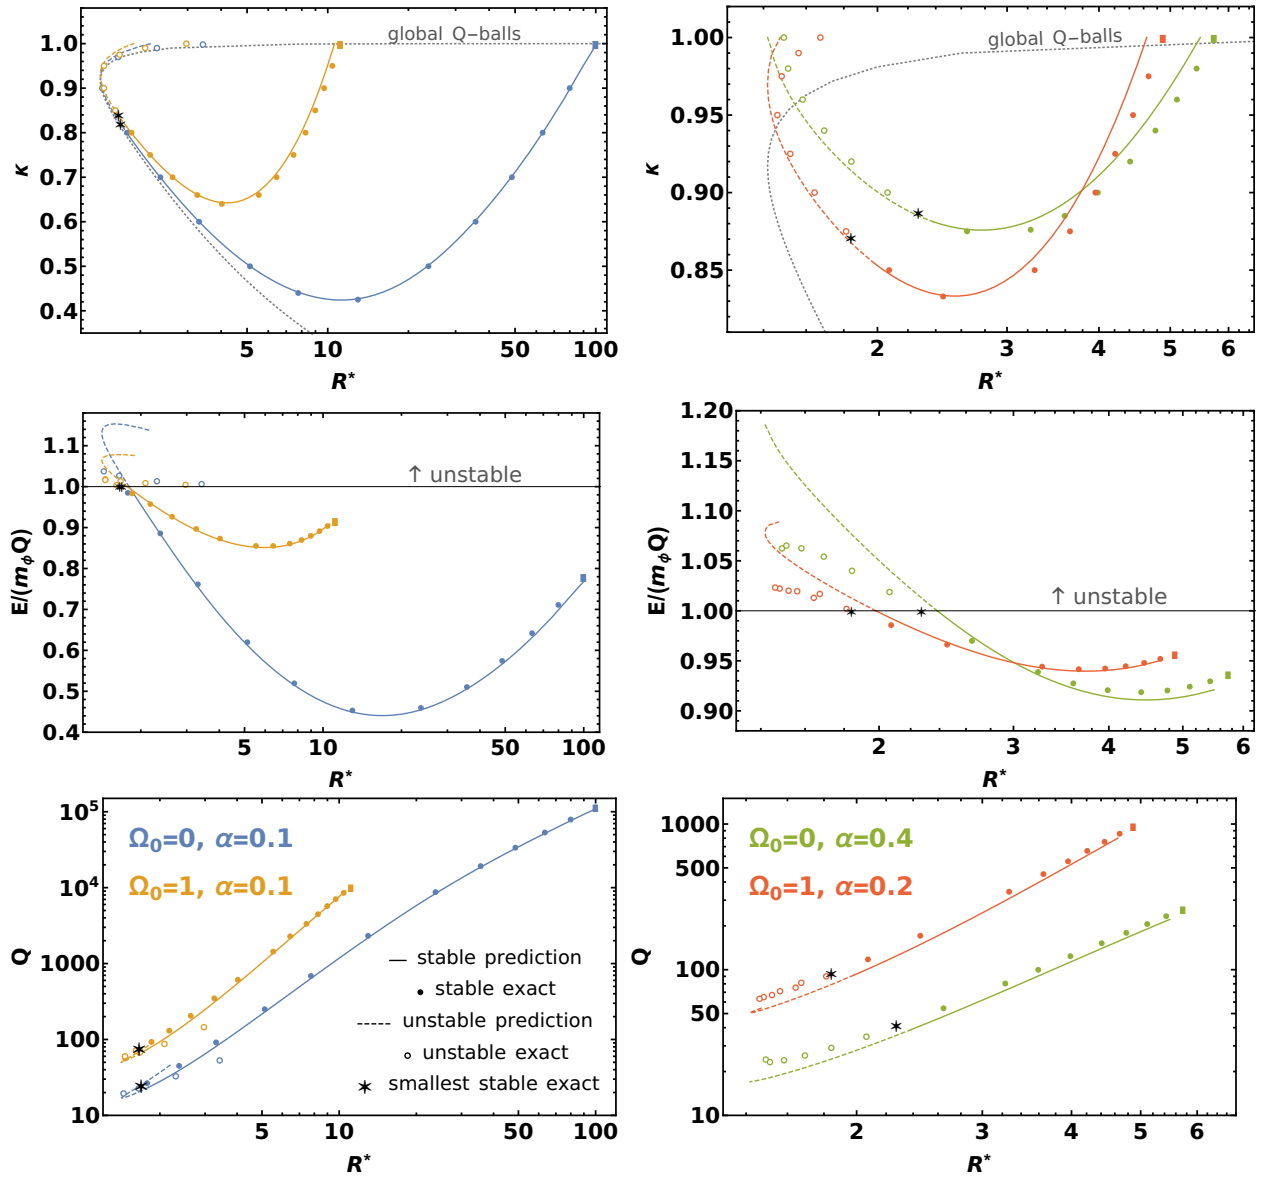 global Q-balls
κ
1.0
0.9
0.8
0.7
0.6
0.5
0.4
5
10
50
100
R*
global Q-balls
κ
1.00
0.95
0.90
0.85
2
3
4
5
6
R*
↑ unstable
E/(mϕQ)
1.1
1.0
0.9
0.8
0.7
0.6
0.5
0.4
5
10
50
100
R*
↑ unstable
E/(mϕQ)
1.20
1.15
1.10
1.05
1.00
0.95
0.90
2
3
4
5
6
R*
Q
10⁵
10⁴
1000
100
10
Ω₀=0, α=0.1
Ω₀=1, α=0.1
stable prediction
stable exact
unstable prediction
unstable exact
smallest stable exact
5
10
50
100
R*
Q
1000
500
100
50
10
Ω₀=0, α=0.4
Ω₀=1, α=0.2
2
3
4
5
6
R*